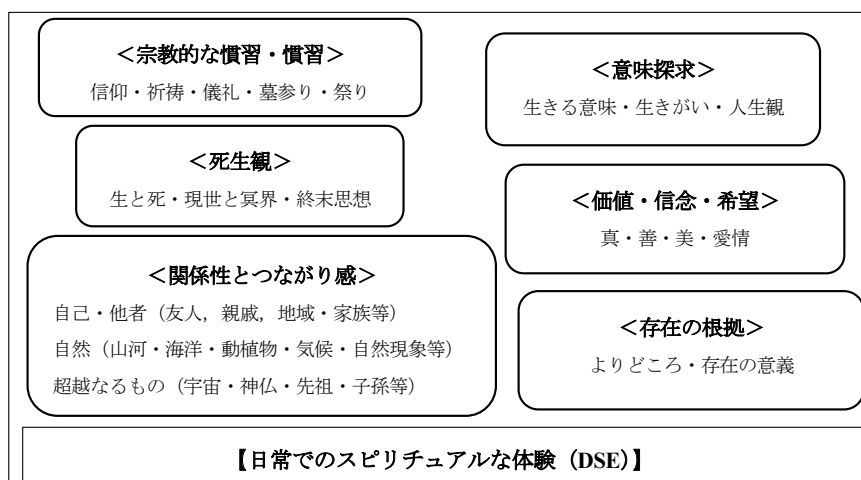 ＜宗教的な慣習・慣習＞
信仰・祈祷・儀礼・墓参り・祭り
＜死生観＞
生と死・現世と冥界・終末思想
＜関係性とつながり感＞
自己・他者（友人，親戚，地域・家族等）
自然（山河・海洋・動植物・気候・自然現象等）
超越なるもの（宇宙・神仏・先祖・子孫等）
＜意味探求＞
生きる意味・生きがい・人生観
＜価値・信念・希望＞
真・善・美・愛情
＜存在の根拠＞
よりどころ・存在の意義
【日常でのスピリチュアルな体験（DSE）】